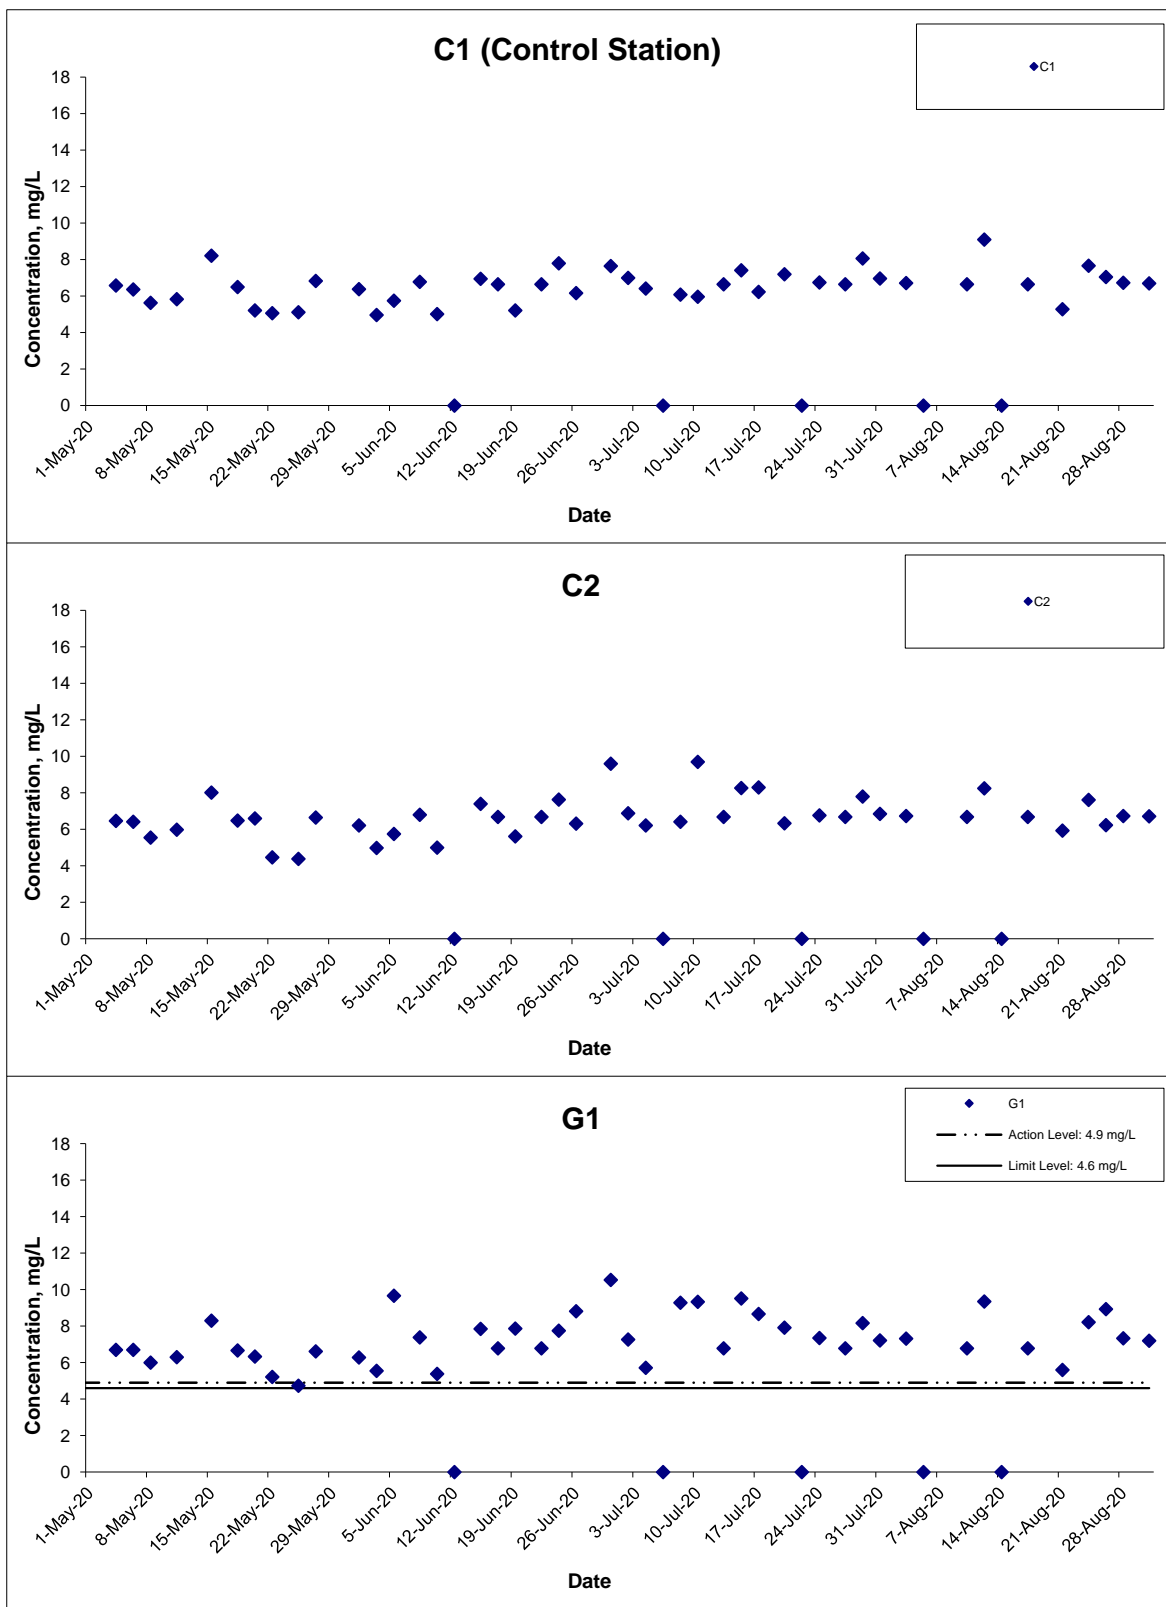 C1 (Control Station)
C1
Concentration, mg/L
18
16
14
12
10
8
6
4
2
0
1-May-20
8-May-20
15-May-20
22-May-20
29-May-20
5-Jun-20
12-Jun-20
19-Jun-20
26-Jun-20
3-Jul-20
10-Jul-20
17-Jul-20
24-Jul-20
31-Jul-20
7-Aug-20
14-Aug-20
21-Aug-20
28-Aug-20
Date
C2
C2
Concentration, mg/L
18
16
14
12
10
8
6
4
2
0
1-May-20
8-May-20
15-May-20
22-May-20
29-May-20
5-Jun-20
12-Jun-20
19-Jun-20
26-Jun-20
3-Jul-20
10-Jul-20
17-Jul-20
24-Jul-20
31-Jul-20
7-Aug-20
14-Aug-20
21-Aug-20
28-Aug-20
Date
G1
G1
Action Level: 4.9 mg/L
Limit Level: 4.6 mg/L
Concentration, mg/L
18
16
14
12
10
8
6
4
2
0
1-May-20
8-May-20
15-May-20
22-May-20
29-May-20
5-Jun-20
12-Jun-20
19-Jun-20
26-Jun-20
3-Jul-20
10-Jul-20
17-Jul-20
24-Jul-20
31-Jul-20
7-Aug-20
14-Aug-20
21-Aug-20
28-Aug-20
Date